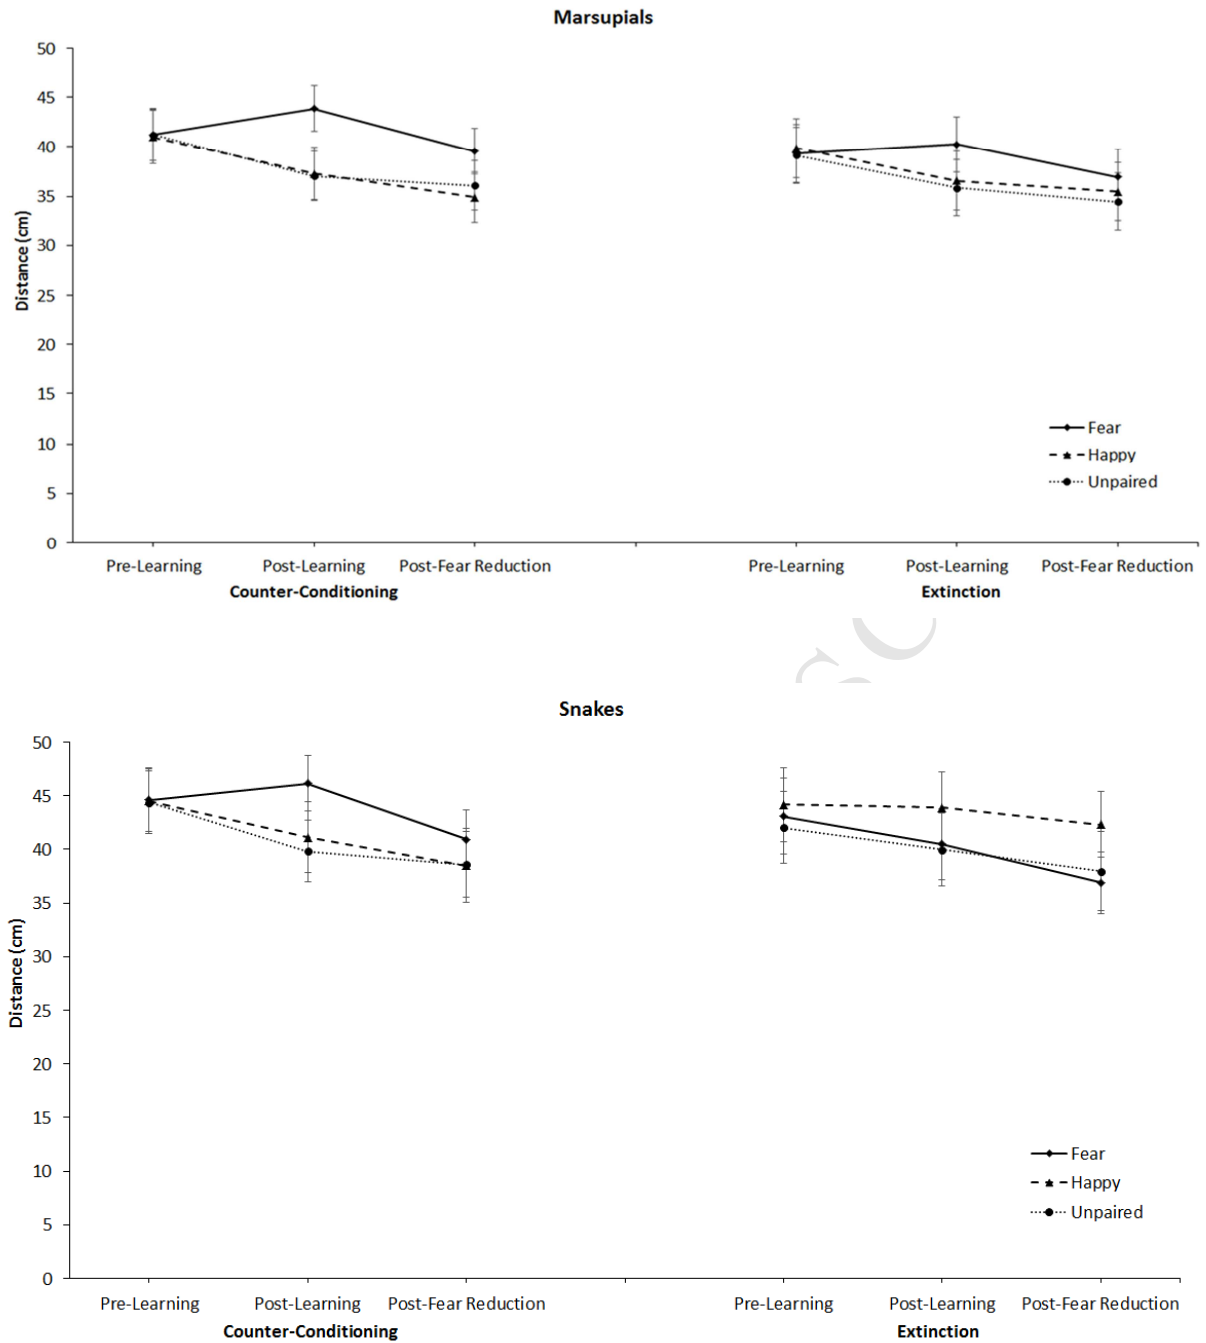 Marsupials
50
45
40
35
30
25
20
15
10
5
0
Distance (cm)
Fear
Happy
Unpaired
Pre-Learning Post-Learning Post-Fear Reduction Pre-Learning Post-Learning Post-Fear Reduction
Counter-Conditioning Extinction
Snakes
50
45
40
35
30
25
20
15
10
5
0
Distance (cm)
Fear
Happy
Unpaired
Pre-Learning Post-Learning Post-Fear Reduction Pre-Learning Post-Learning Post-Fear Reduction
Counter-Conditioning Extinction